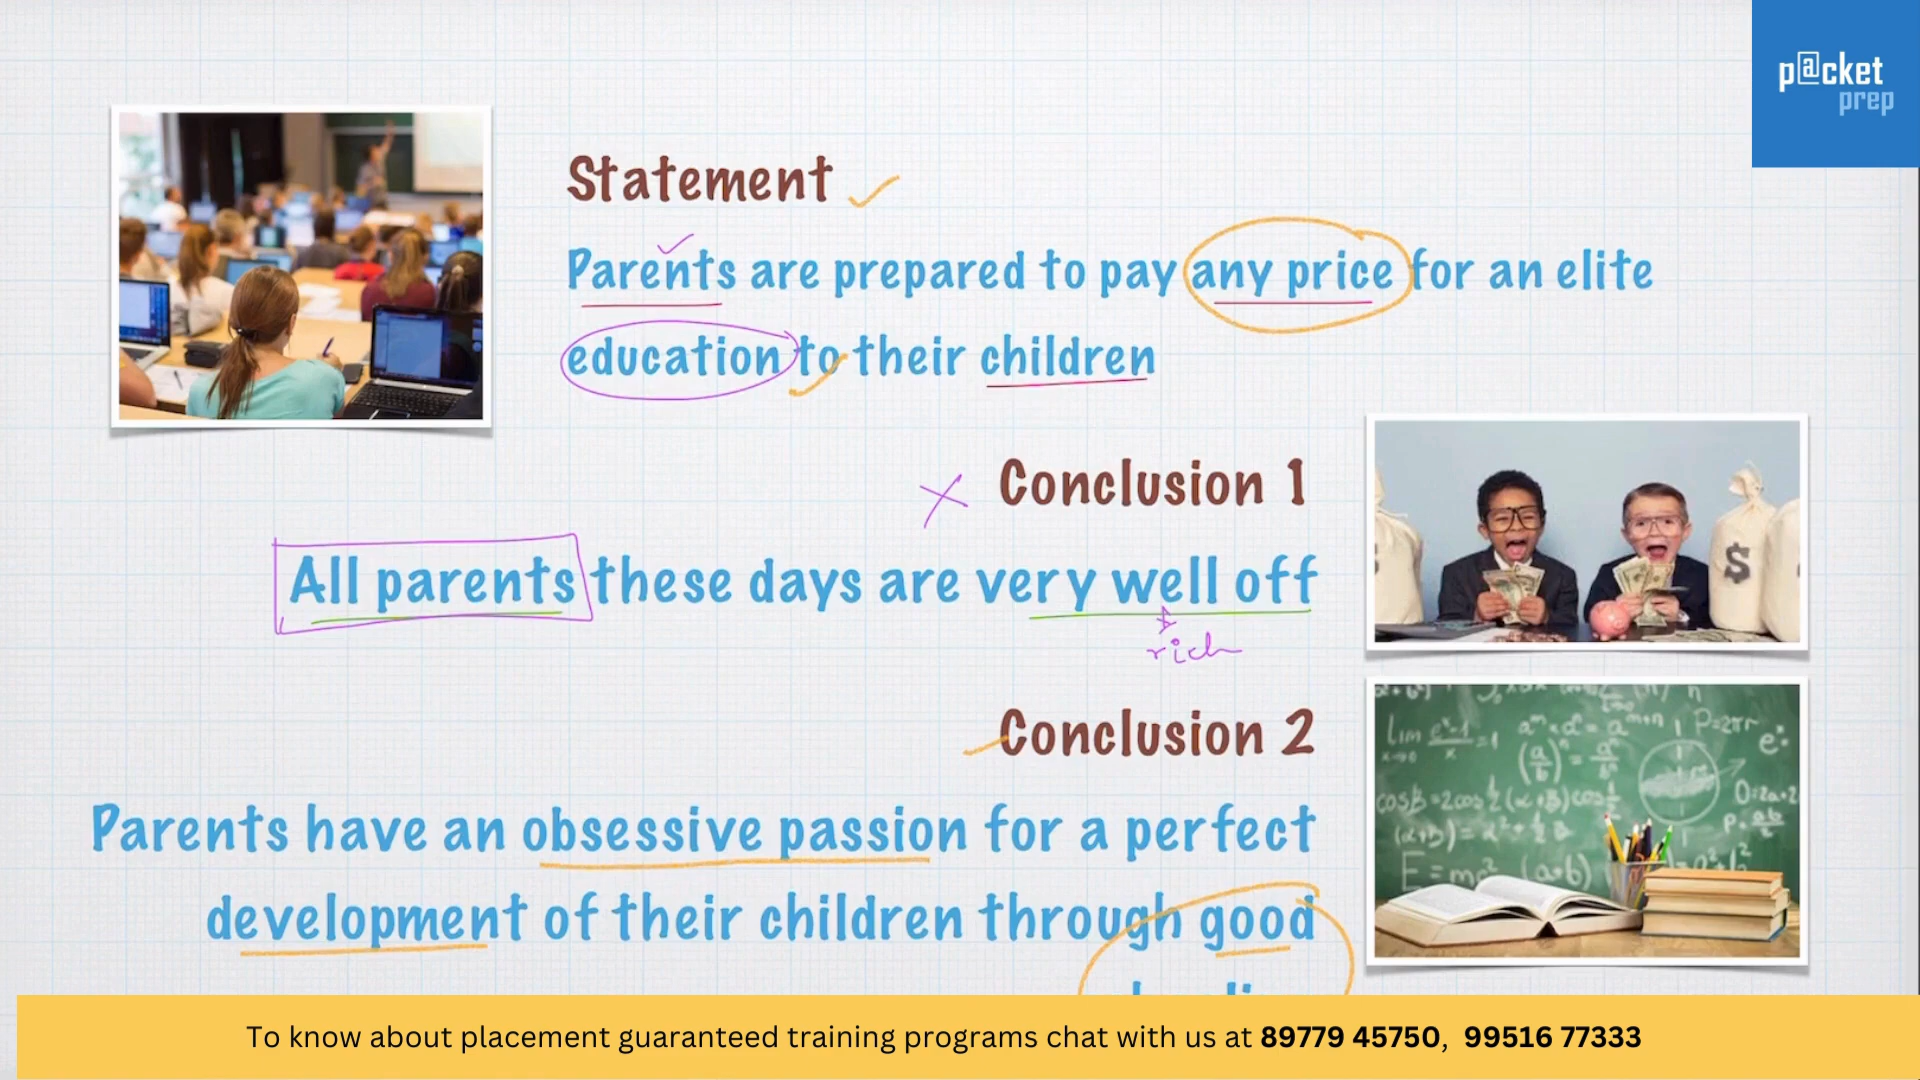 p@cket
prep
Statement
Parents are prepared to pay any price for an elite
education to their children
Conclusion 1
All parents these days are very well off
rich
Conclusion 2
Parents have an obsessive passion for a perfect
development of their children through good
To know about placement guaranteed training programs chat with us at 89779 45750, 99516 77333